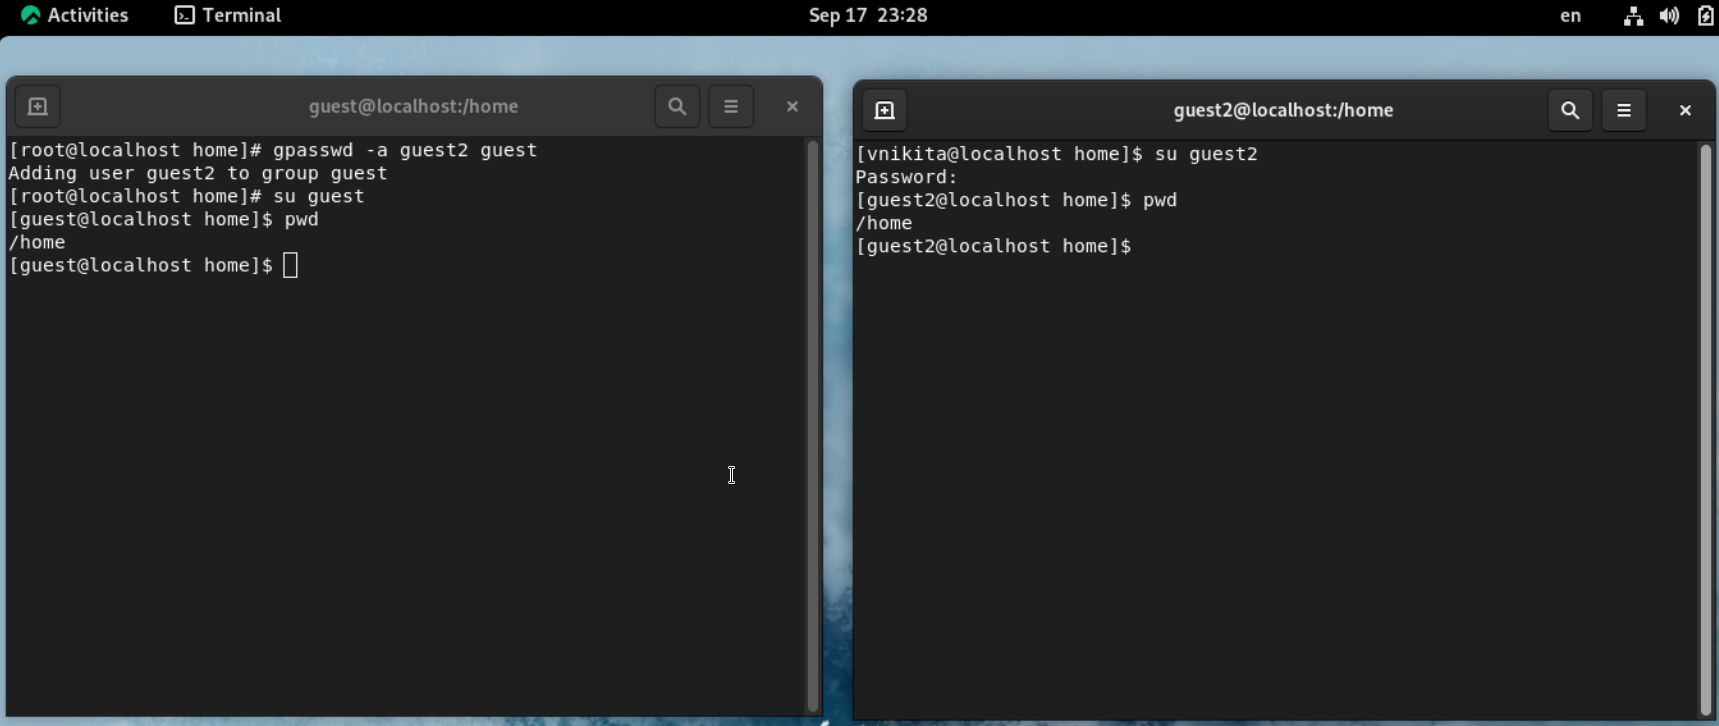 Activities Terminal Sep 17 23:28 en
guest@localhost:/home
[root@localhost home]# gpasswd -a guest2 guest
Adding user guest2 to group guest
[root@localhost home]# su guest
[guest@localhost home]$ pwd
/home
[guest@localhost home]$
guest2@localhost:/home
[vnikita@localhost home]$ su guest2
Password:
[guest2@localhost home]$ pwd
/home
[guest2@localhost home]$